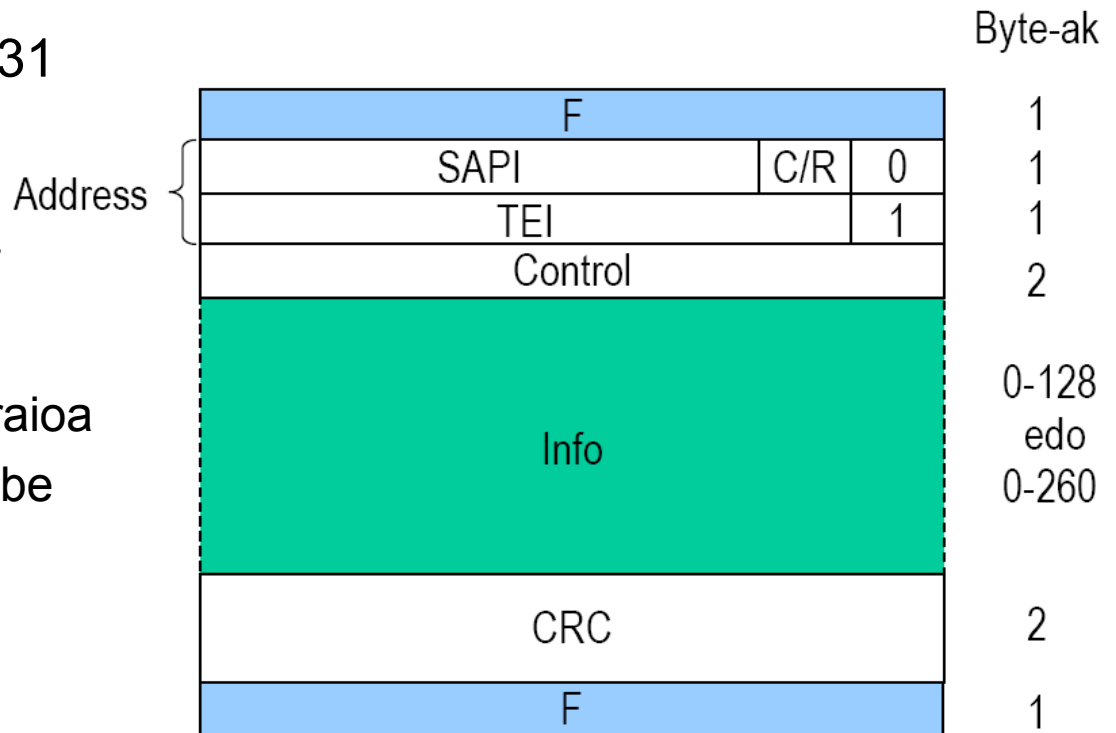 Byte-ak
31
F 1
SAPI C/R 0 1
Address
TEI 1 1
Control 2
0-128
raioa
edo
Info
be
0-260
CRC 2
F 1